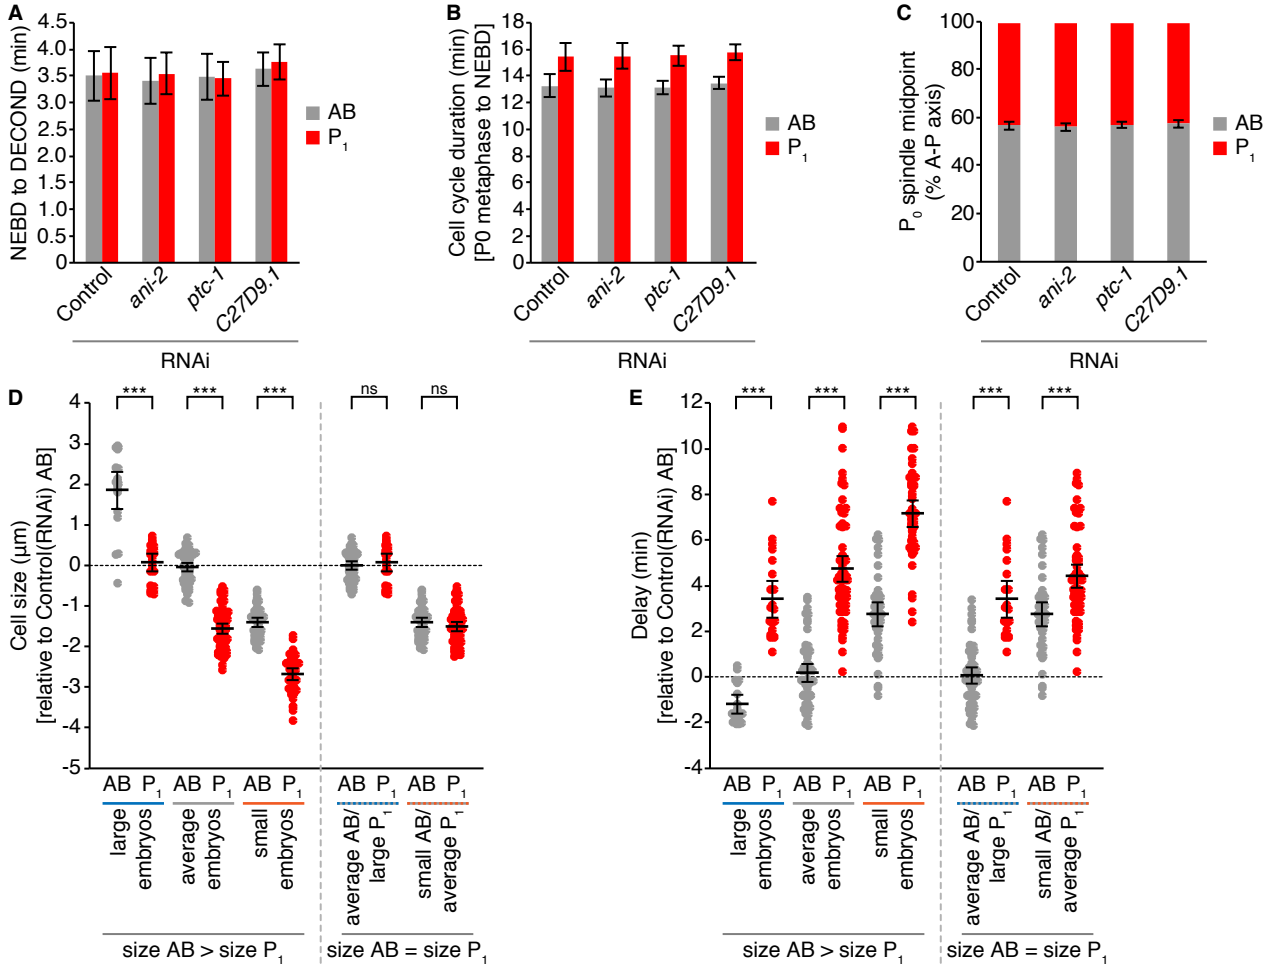 A
NEBD to DECOND (min)
4.5
4.0
3.5
3.0
2.5
2.0
1.5
1.0
0.5
0
Control
ani-2
ptc-1
C27D9.1
RNAi
AB
P1
B
Cell cycle duration (min)
[P0 metaphase to NEBD]
18
16
14
12
10
8
6
4
2
0
Control
ani-2
ptc-1
C27D9.1
RNAi
AB
P1
C
P0 spindle midpoint
(% A-P axis)
100
80
60
40
20
0
Control
ani-2
ptc-1
C27D9.1
RNAi
AB
P1
D
Cell size (µm)
[relative to Control(RNAi) AB]
4
3
2
1
0
-1
-2
-3
-4
-5
*** *** *** ns ns
AB P1 AB P1 AB P1 AB P1 AB P1
large
embryos
average
embryos
small
embryos
average AB/
large P1
small AB/
average P1
size AB > size P1
size AB = size P1
E
Delay (min)
[relative to Control(RNAi) AB]
12
10
8
6
4
2
0
-2
-4
*** *** *** *** ***
AB P1 AB P1 AB P1 AB P1 AB P1
large
embryos
average
embryos
small
embryos
average AB/
large P1
small AB/
average P1
size AB > size P1
size AB = size P1